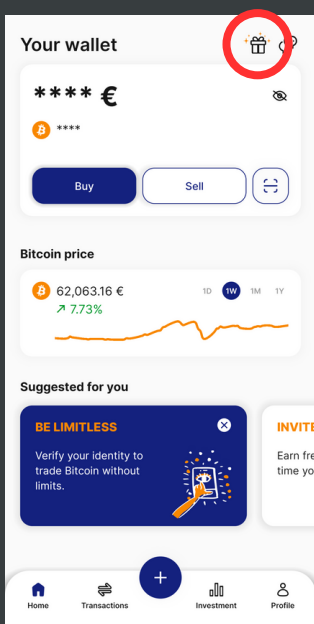 Your wallet
**** €
****
Buy
Sell
Bitcoin price
62,063.16 €
1D 1W 1M 1Y
7.73%
Suggested for you
BE LIMITLESS
Verify your identity to
trade Bitcoin without
limits.
INVITE
Earn fre
time yo
Home
Transactions
Investment
Profile